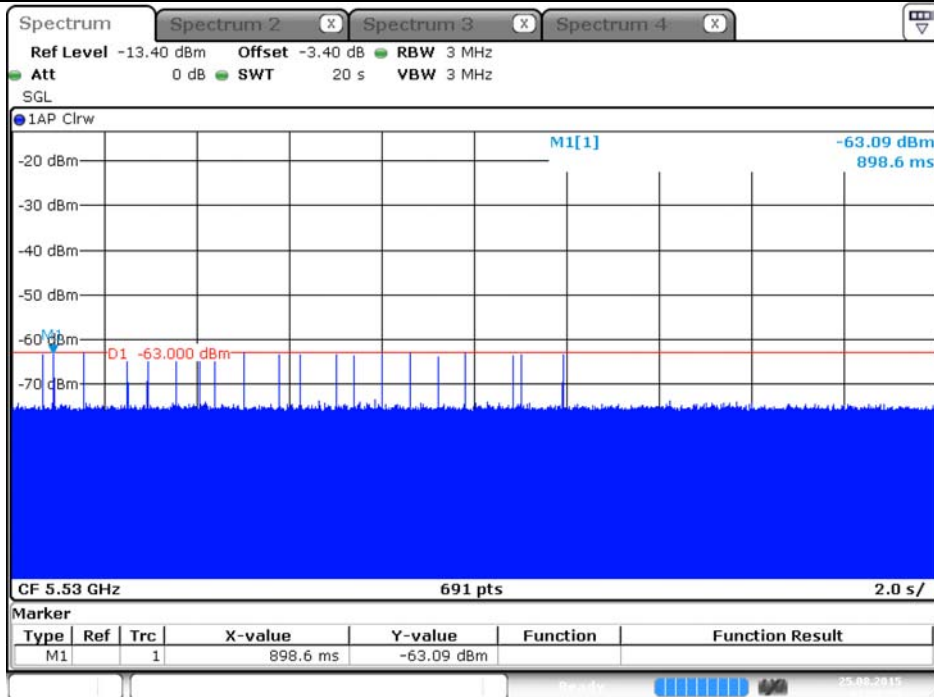 Spectrum Spectrum 2 X Spectrum 3 X Spectrum 4 X
Ref Level -13.40 dBm Offset -3.40 dB RBW 3 MHz
Att 0 dB SWT 20 s VBW 3 MHz
SGL
1AP Clrw
M1[1] -63.09 dBm
898.6 ms
-20 dBm
-30 dBm
-40 dBm
-50 dBm
-60 dBm
M1
D1 -63.000 dBm
-70 dBm
CF 5.53 GHz 691 pts 2.0 s/
Marker
Type Ref Trc X-value Y-value Function Function Result
M1 1 898.6 ms -63.09 dBm
Ready 25.08.2015